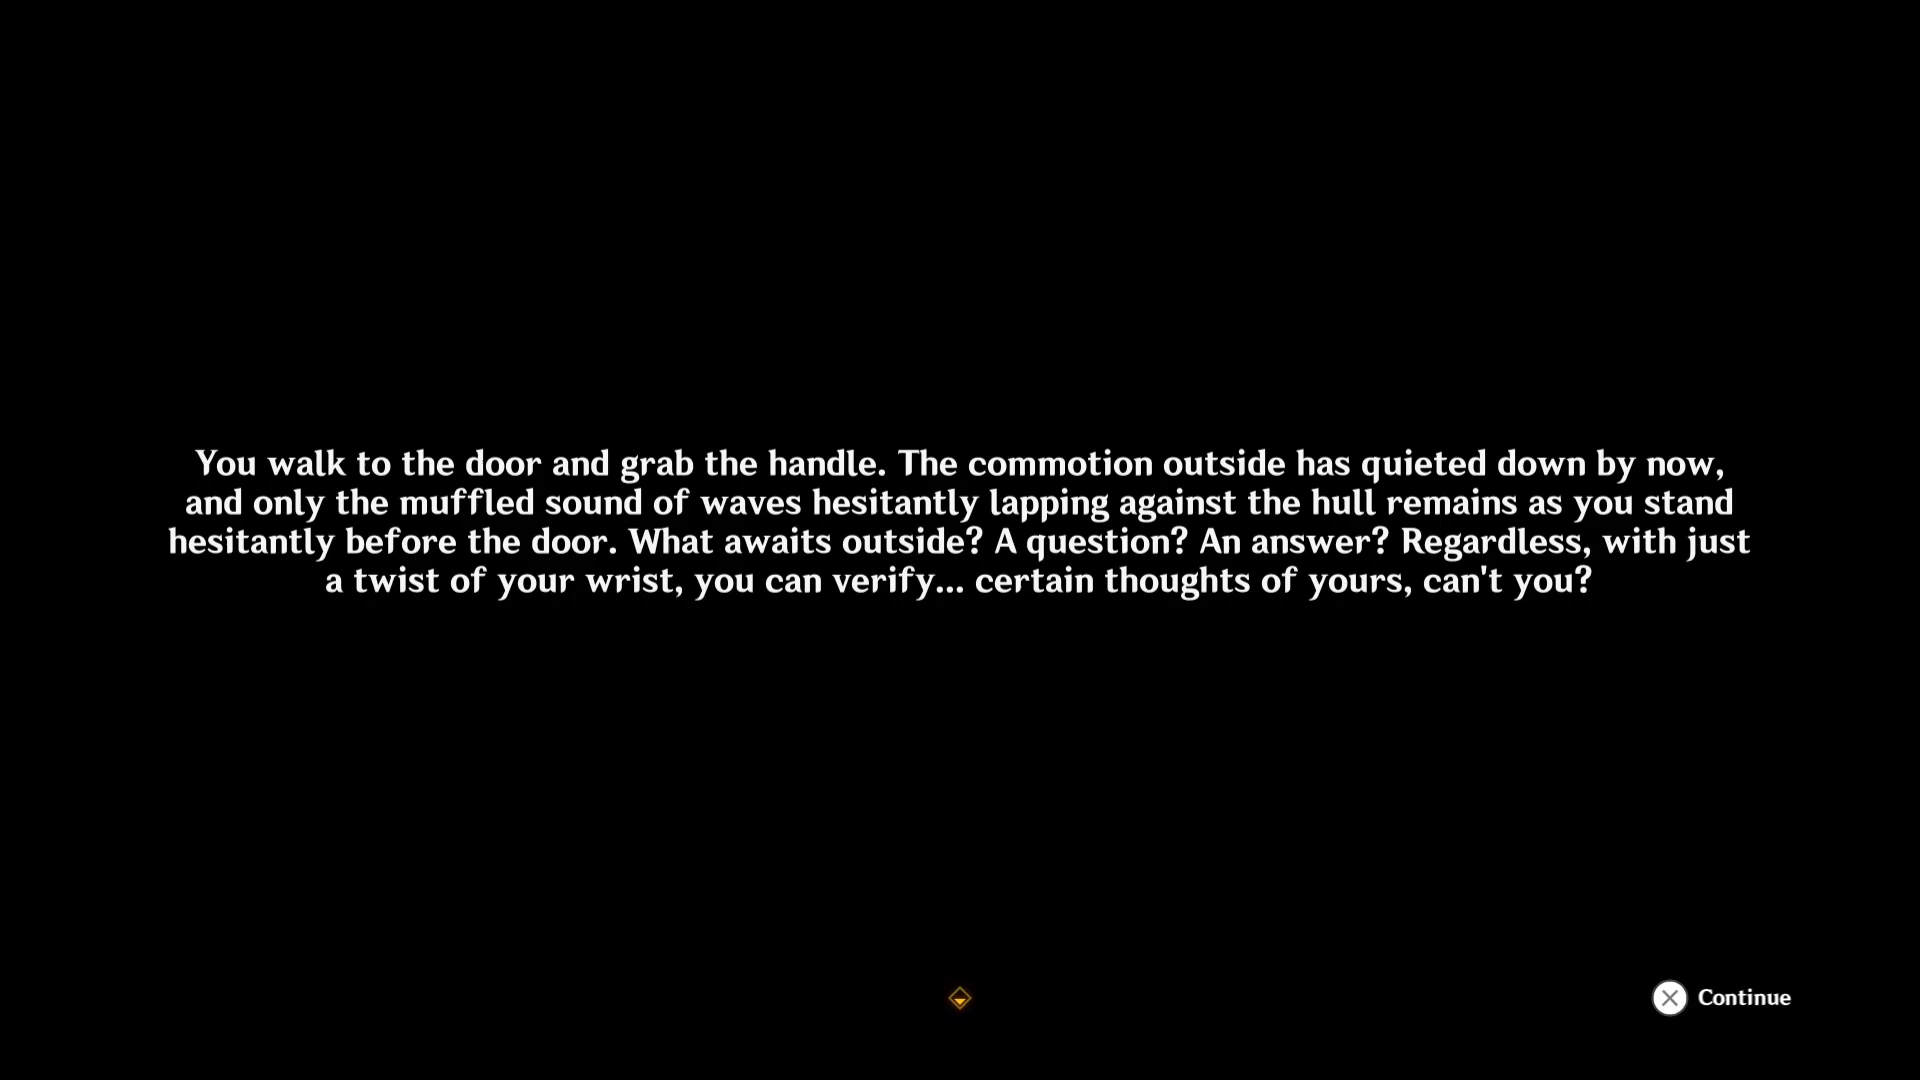 You walk to the door and grab the handle. The commotion outside has quieted down by now,
and only the muffled sound of waves hesitantly lapping against the hull remains as you stand
hesitantly before the door. What awaits outside? A question? An answer? Regardless, with just
a twist of your wrist, you can verify... certain thoughts of yours, can't you?
Continue